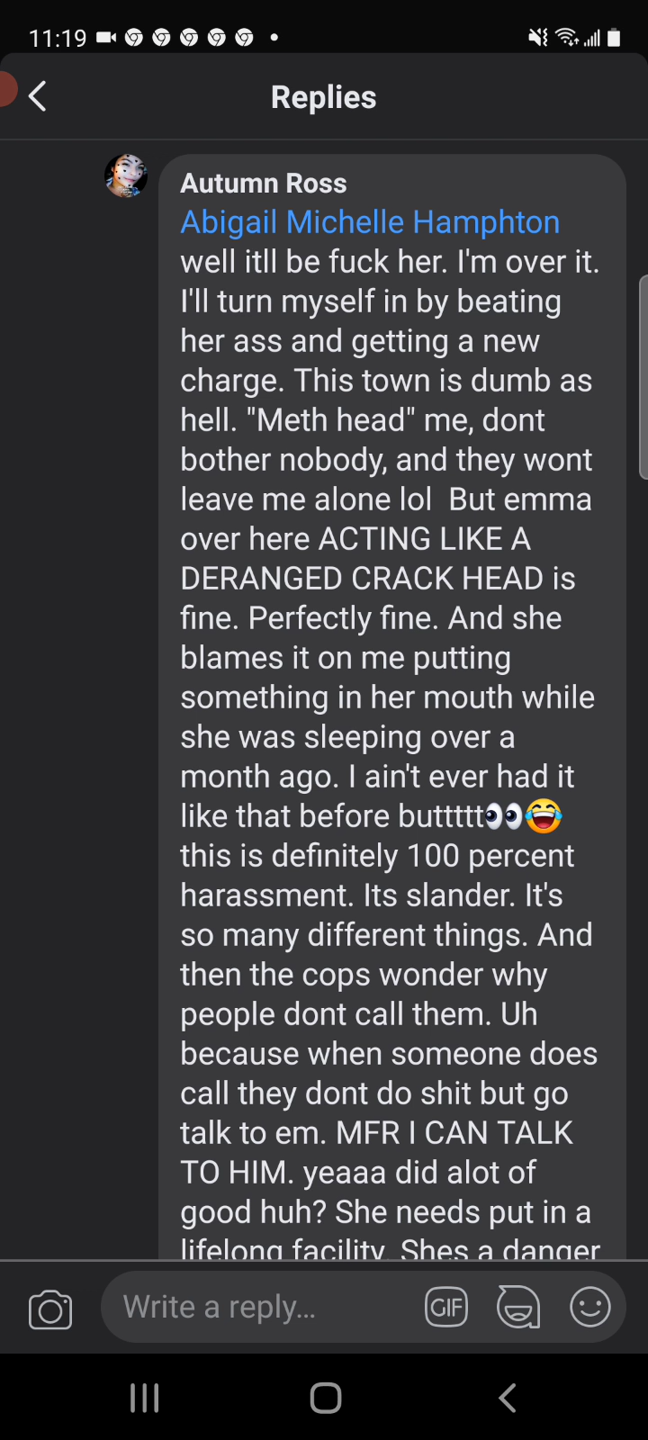 11:19
Replies
Autumn Ross
Abigail Michelle Hamphton
well itll be fuck her. I'm over it.
I'll turn myself in by beating
her ass and getting a new
charge. This town is dumb as
hell. "Meth head" me, dont
bother nobody, and they wont
leave me alone lol  But emma
over here ACTING LIKE A
DERANGED CRACK HEAD is
fine. Perfectly fine. And she
blames it on me putting
something in her mouth while
she was sleeping over a
month ago. I ain't ever had it
like that before buttttt👀😂
this is definitely 100 percent
harassment. Its slander. It's
so many different things. And
then the cops wonder why
people dont call them. Uh
because when someone does
call they dont do shit but go
talk to em. MFR I CAN TALK
TO HIM. yeaaa did alot of
good huh? She needs put in a
lifelong facility. Shes a danger
Write a reply...
GIF